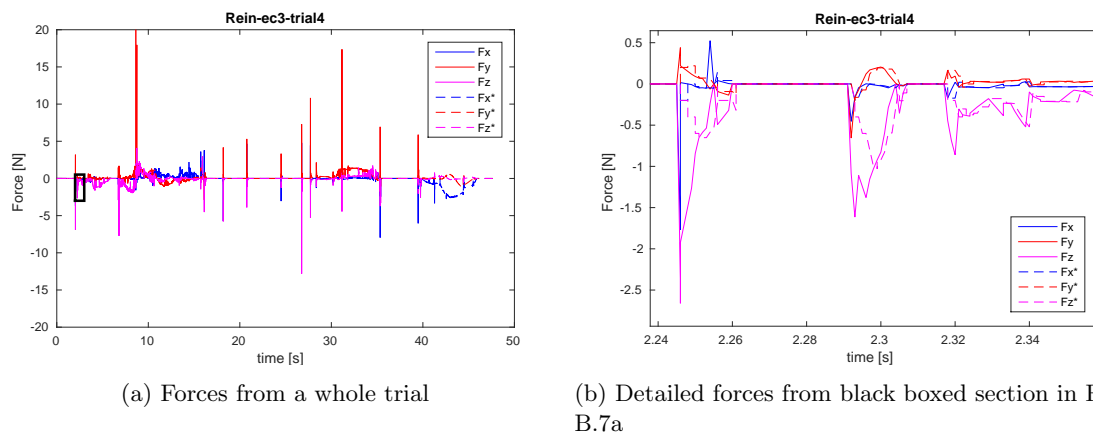 Rein-ec3-trial4
20
15
10
5
0
-5
-10
-15
-20
Force [N]
0 10 20 30 40 50
time [s]
Fx
Fy
Fz
Fx*
Fy*
Fz*
(a) Forces from a whole trial
Rein-ec3-trial4
0.5
0
-0.5
-1
-1.5
-2
-2.5
Force [N]
2.24 2.26 2.28 2.3 2.32 2.34
time [s]
Fx
Fy
Fz
Fx*
Fy*
Fz*
(b) Detailed forces from black boxed section in
B.7a